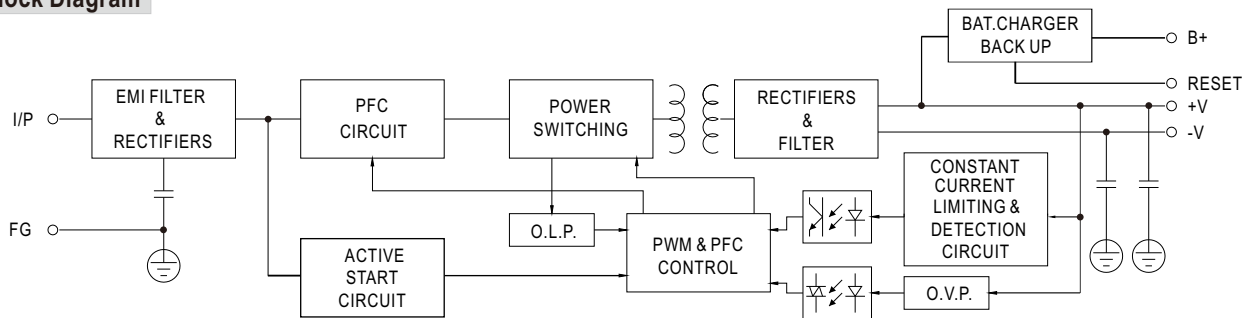 lock Diagram
BAT.CHARGER
BACK UP
B+
RESET
I/P
EMI FILTER
&
RECTIFIERS
PFC
CIRCUIT
POWER
SWITCHING
RECTIFIERS
&
FILTER
+V
-V
FG
O.L.P.
PWM & PFC
CONTROL
CONSTANT
CURRENT
LIMITING &
DETECTION
CIRCUIT
ACTIVE
START
CIRCUIT
O.V.P.